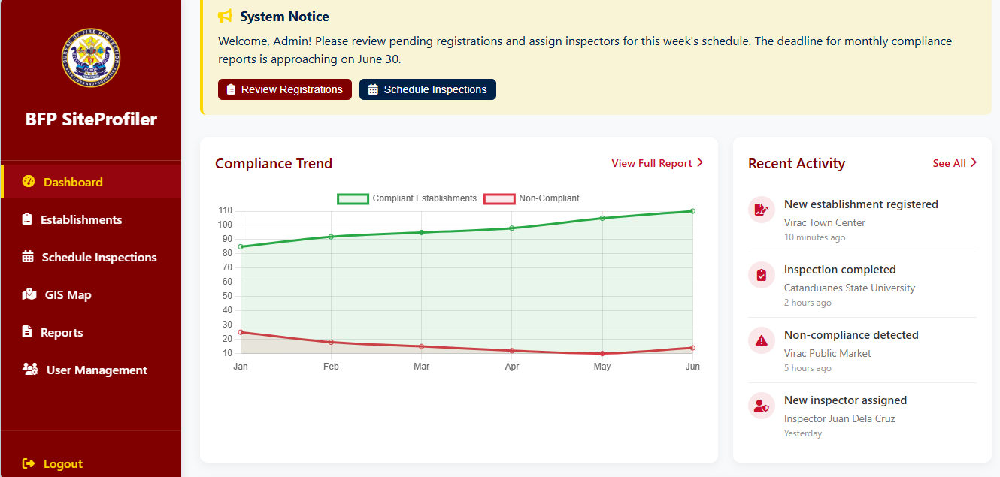 BUREAU OF FIRE PROTECTION
BFP SiteProfiler
Dashboard
Establishments
Schedule Inspections
GIS Map
Reports
User Management
Logout
System Notice
Welcome, Admin! Please review pending registrations and assign inspectors for this week's schedule. The deadline for monthly compliance
reports is approaching on June 30.
Review Registrations
Schedule Inspections
Compliance Trend
View Full Report
Compliant Establishments
Non-Compliant
110
100
90
80
70
60
50
40
30
20
10
Jan
Feb
Mar
Apr
May
Jun
Recent Activity
See All
New establishment registered
Virac Town Center
10 minutes ago
Inspection completed
Catanduanes State University
2 hours ago
Non-compliance detected
Virac Public Market
5 hours ago
New inspector assigned
Inspector Juan Dela Cruz
Yesterday